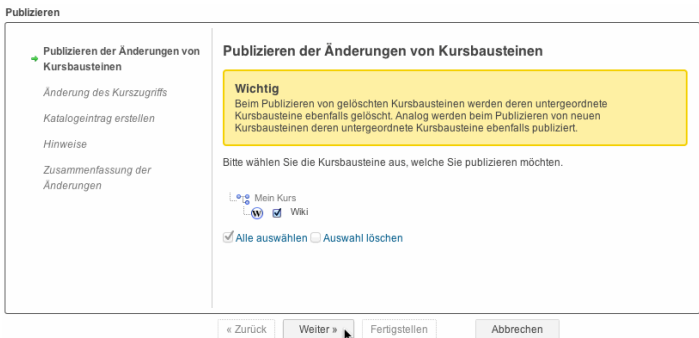 Publizieren
Publizieren der Änderungen von
Kursbausteinen
Änderung des Kurszugriffs
Katalogeintrag erstellen
Hinweise
Zusammenfassung der
Änderungen
Publizieren der Änderungen von Kursbausteinen
Wichtig
Beim Publizieren von gelöschten Kursbausteinen werden deren untergeordnete
Kursbausteine ebenfalls gelöscht. Analog werden beim Publizieren von neuen
Kursbausteinen deren untergeordnete Kursbausteine ebenfalls publiziert.
Bitte wählen Sie die Kursbausteine aus, welche Sie publizieren möchten.
Mein Kurs
W Wiki
Alle auswählen Auswahl löschen
« Zurück Weiter » Fertigstellen Abbrechen